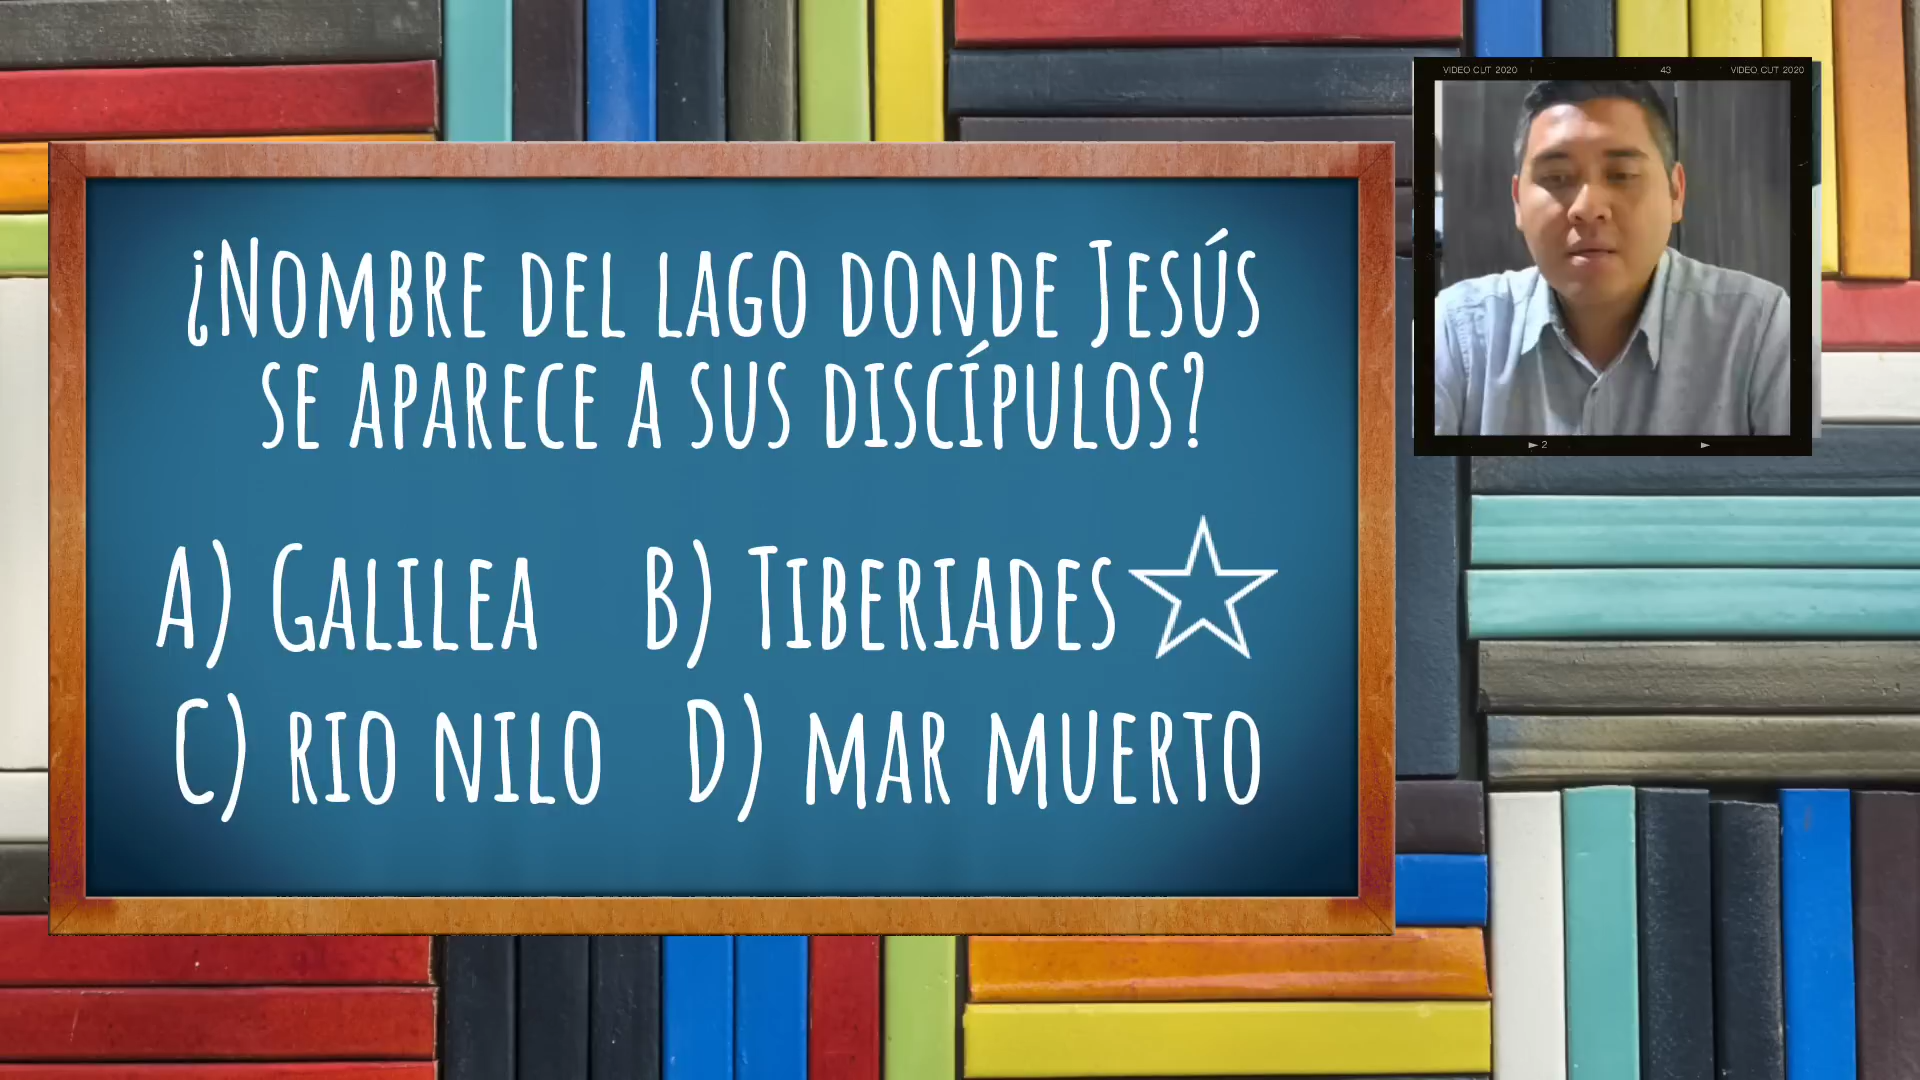 ¿Nombre del lago donde Jesús
se aparece a sus discípulos?
A) Galilea B) Tiberiades
C) rio nilo D) mar muerto
VIDEO CUT 2020 43 VIDEO CUT 2020
2